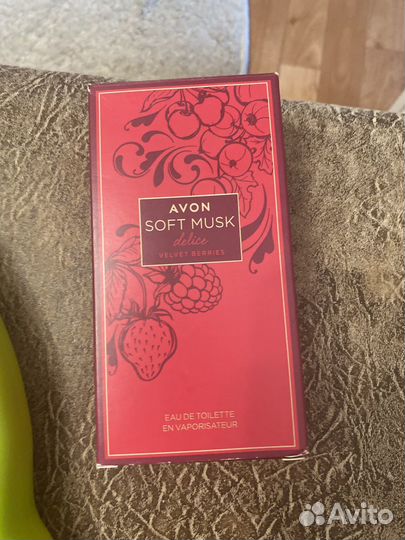 AVON
SOFT MUSK
delice
VELVET BERRIES
EAU DE TOILETTE
EN VAPORISATEUR
Avito